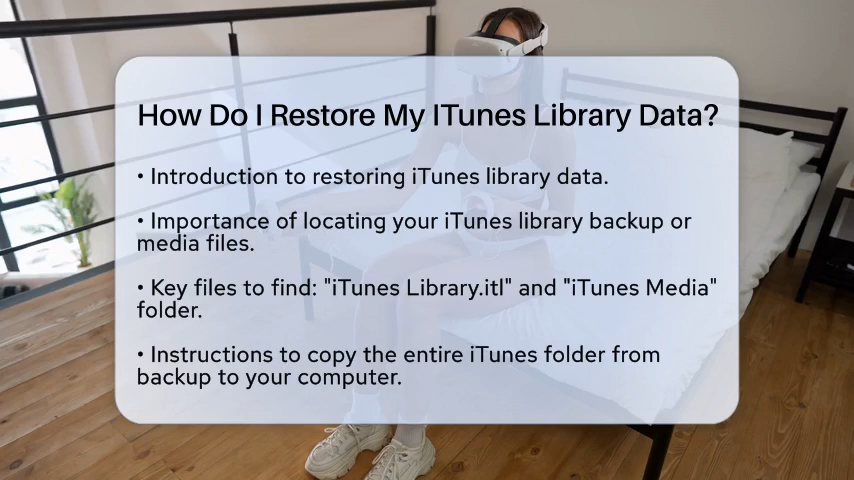 How Do I Restore My ITunes Library Data?
• Introduction to restoring iTunes library data.
• Importance of locating your iTunes library backup or
media files.
• Key files to find: "iTunes Library.itl" and "iTunes Media"
folder.
• Instructions to copy the entire iTunes folder from
backup to your computer.